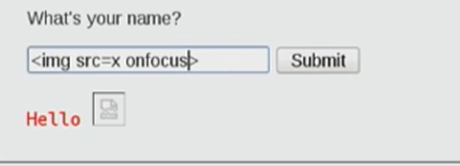 What's your name?
<img src=x onfocus> Submit
Hello